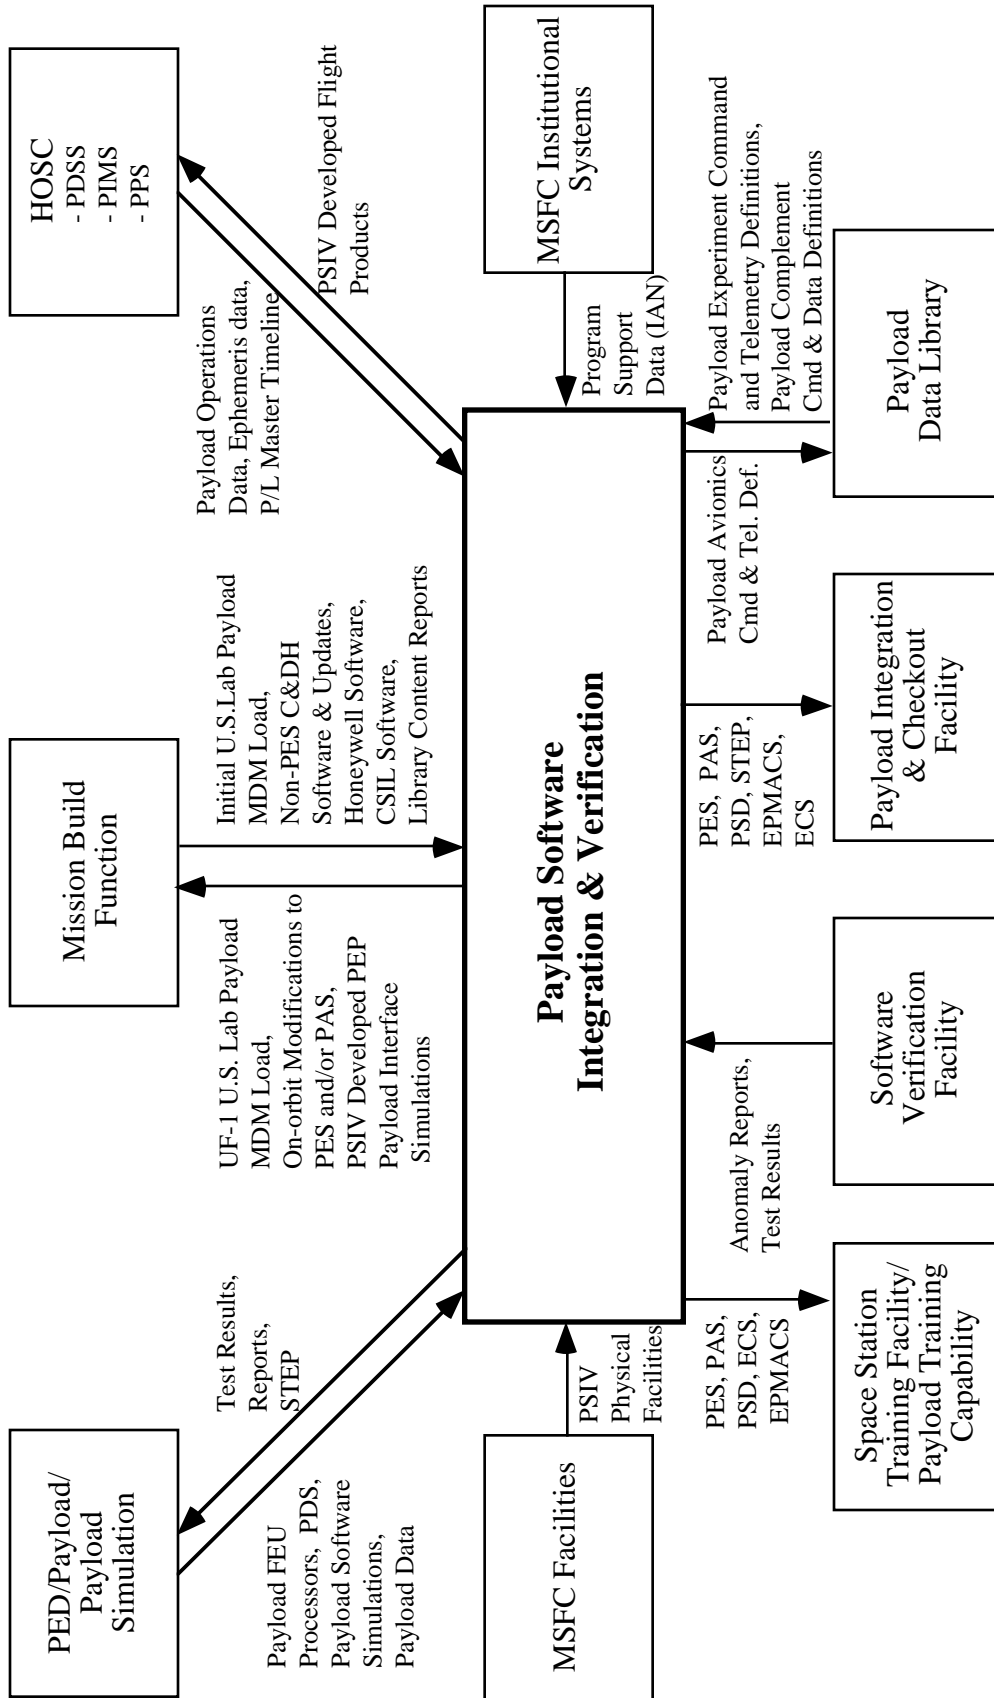 PED/Payload/
Payload
Simulation
Mission Build
Function
HOSC
- PDSS
- PIMS
- PPS
Test Results,
Reports,
STEP
Payload FEU
Processors, PDS,
Payload Software
Simulations,
Payload Data
UF-1 U.S. Lab Payload
MDM Load,
On-orbit Modifications to
PES and/or PAS,
PSIV Developed PEP
Payload Interface
Simulations
Initial U.S.Lab Payload
MDM Load,
Non-PES C&DH
Software & Updates,
Honeywell Software,
CSIL Software,
Library Content Reports
Payload Operations
Data, Ephemeris data,
P/L Master Timeline
PSIV Developed Flight
Products
MSFC Facilities
PSIV
Physical
Facilities
Payload Software
Integration & Verification
Program
Support
Data (IAN)
MSFC Institutional
Systems
PES, PAS,
PSD, ECS,
EPMACS
Anomaly Reports,
Test Results
PES, PAS,
PSD, STEP,
EPMACS,
ECS
Payload Avionics
Cmd & Tel. Def.
Payload Experiment Command
and Telemetry Definitions,
Payload Complement
Cmd & Data Definitions
Space Station
Training Facility/
Payload Training
Capability
Software
Verification
Facility
Payload Integration
& Checkout
Facility
Payload
Data Library